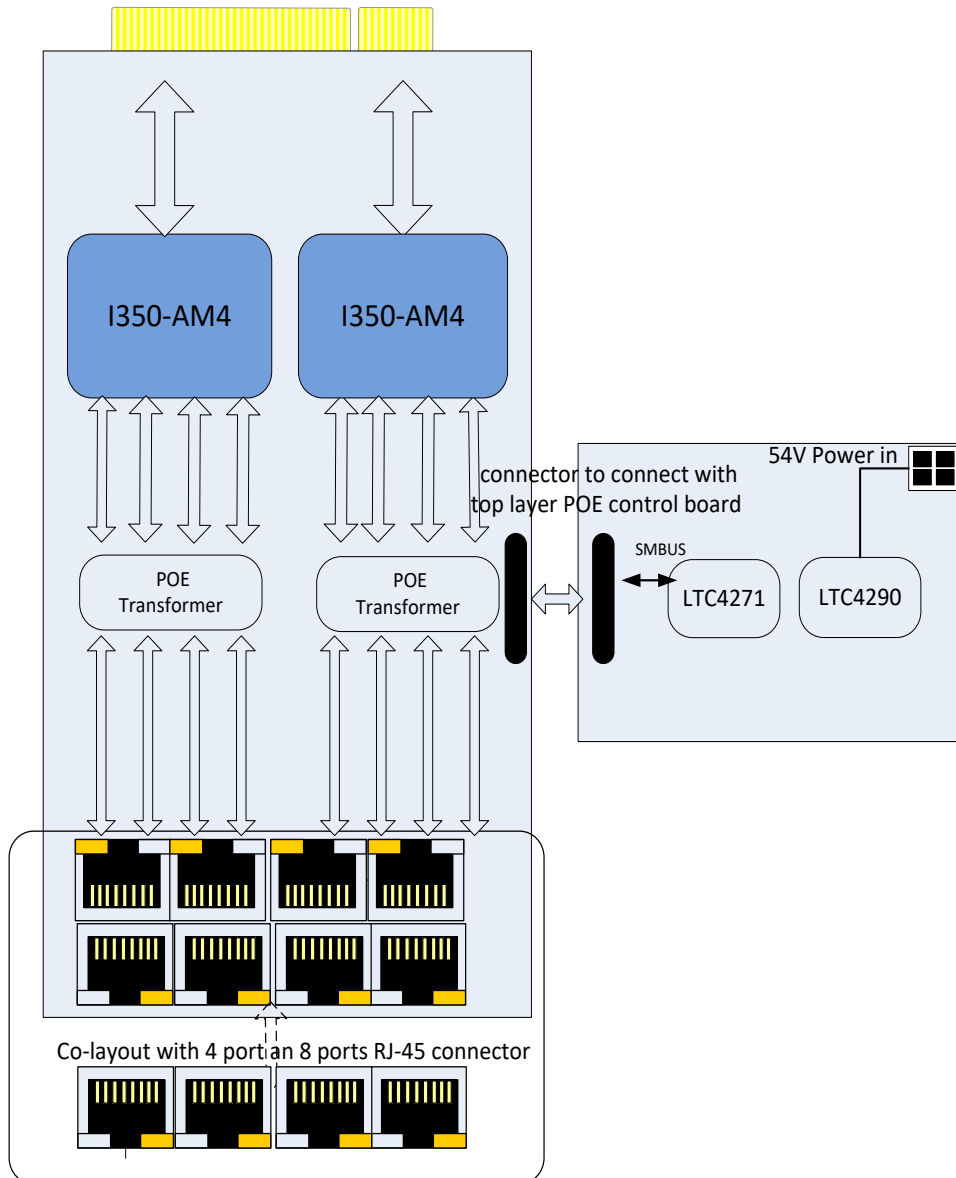 I350-AM4
I350-AM4
54V Power in
connector to connect with
top layer POE control board
SMBUS
POE
Transformer
POE
Transformer
LTC4271
LTC4290
Co-layout with 4 port an 8 ports RJ-45 connector